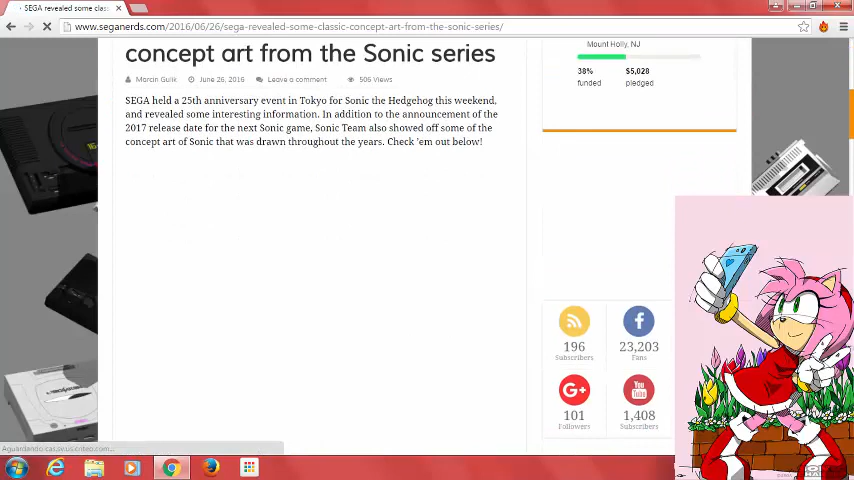 SEGA revealed some class
www.seganerds.com/2016/06/26/sega-revealed-some-classic-concept-art-from-the-sonic-series/
concept art from the Sonic series
Marcin Gulik June 26, 2016 Leave a comment 506 Views
SEGA held a 25th anniversary event in Tokyo for Sonic the Hedgehog this weekend,
and revealed some interesting information. In addition to the announcement of the
2017 release date for the next Sonic game, Sonic Team also showed off some of the
concept art of Sonic that was drawn throughout the years. Check 'em out below!
Mount Holly, NJ
38% $5,028
funded pledged
196 23,203
Subscribers Fans
G+ You Tube
101 1,408
Followers Subscribers